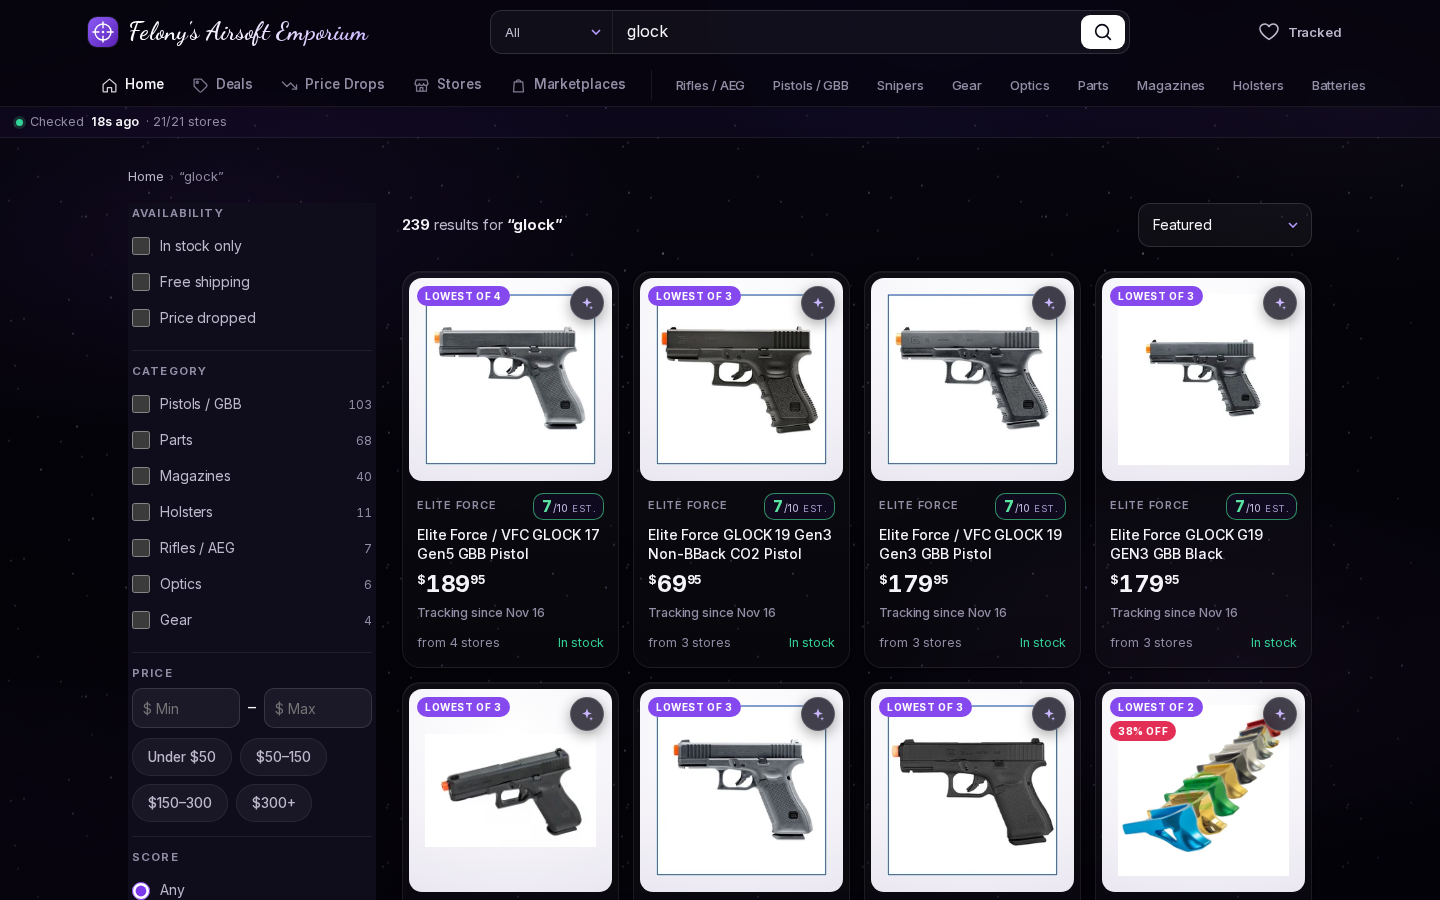 Felony's Airsoft Emporium
All
glock
Tracked
Home
Deals
Price Drops
Stores
Marketplaces
Rifles / AEG
Pistols / GBB
Snipers
Gear
Optics
Parts
Magazines
Holsters
Batteries
Checked 18s ago · 21/21 stores
Home › “glock”
AVAILABILITY
In stock only
Free shipping
Price dropped
CATEGORY
Pistols / GBB 103
Parts 68
Magazines 40
Holsters 11
Rifles / AEG 7
Optics 6
Gear 4
PRICE
$ Min – $ Max
Under $50
$50–150
$150–300
$300+
SCORE
Any
239 results for “glock”
Featured
LOWEST OF 4
ELITE FORCE
7/10 EST.
Elite Force / VFC GLOCK 17
Gen5 GBB Pistol
$18995
Tracking since Nov 16
from 4 stores
In stock
LOWEST OF 3
ELITE FORCE
7/10 EST.
Elite Force GLOCK 19 Gen3
Non-BBack CO2 Pistol
$6995
Tracking since Nov 16
from 3 stores
In stock
LOWEST OF 3
ELITE FORCE
7/10 EST.
Elite Force / VFC GLOCK 19
Gen3 GBB Pistol
$17995
Tracking since Nov 16
from 3 stores
In stock
LOWEST OF 3
ELITE FORCE
7/10 EST.
Elite Force GLOCK G19
GEN3 GBB Black
$17995
Tracking since Nov 16
from 3 stores
In stock
LOWEST OF 3
LOWEST OF 3
LOWEST OF 3
LOWEST OF 2
38% OFF